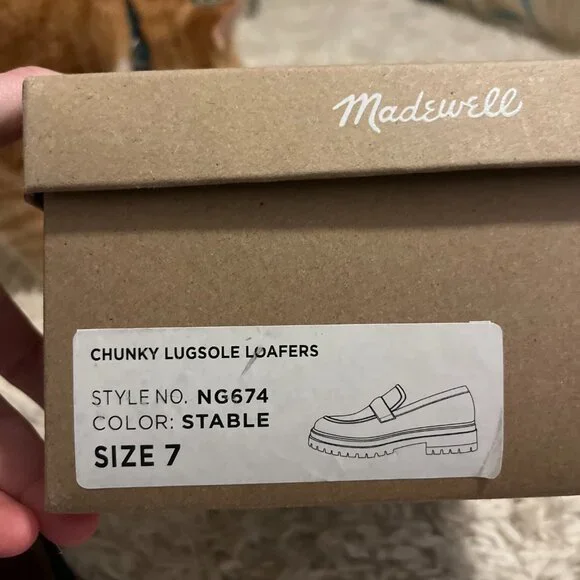 Madewell
CHUNKY LUGSOLE LOAFERS
STYLE NO. NG674
COLOR: STABLE
SIZE 7